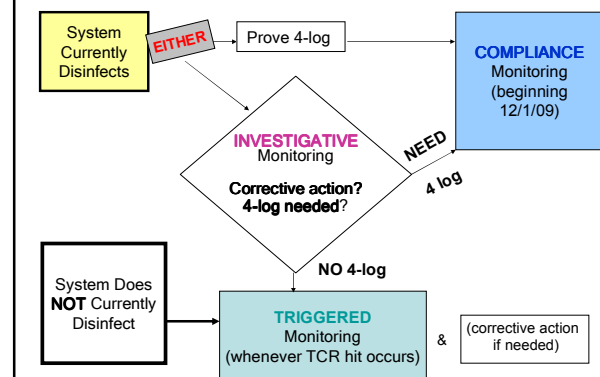 System
Currently
Disinfects
EITHER
Prove 4-log
COMPLIANCE
Monitoring
(beginning
12/1/09)
INVESTIGATIVE
Monitoring
Corrective action?
4-log needed?
NEED
4 log
NO 4-log
System Does
NOT Currently
Disinfect
TRIGGERED
Monitoring
(whenever TCR hit occurs)
&
(corrective action
if needed)